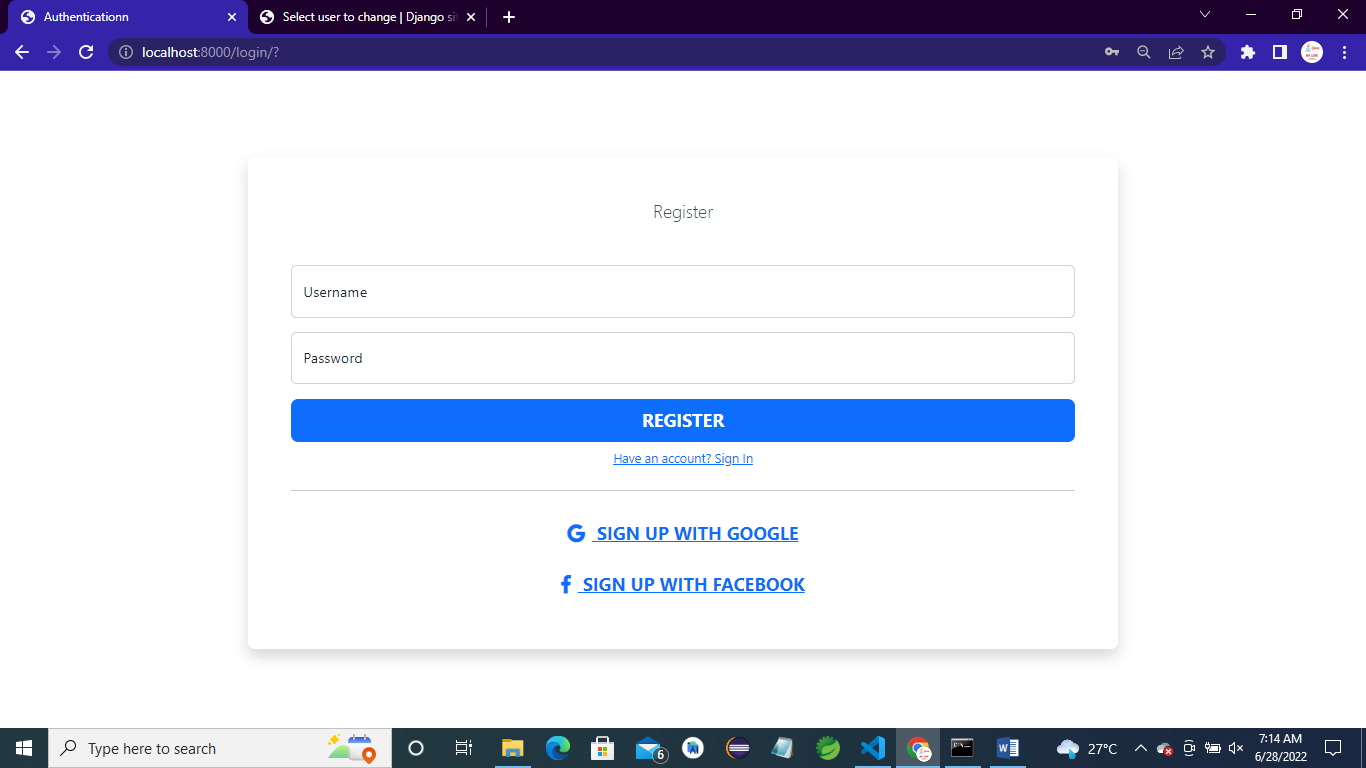 Authenticationn
Select user to change | Django si
localhost:8000/login/?
Register
Username
Password
REGISTER
Have an account? Sign In
SIGN UP WITH GOOGLE
SIGN UP WITH FACEBOOK
Type here to search
6
27°C
7:14 AM
6/28/2022